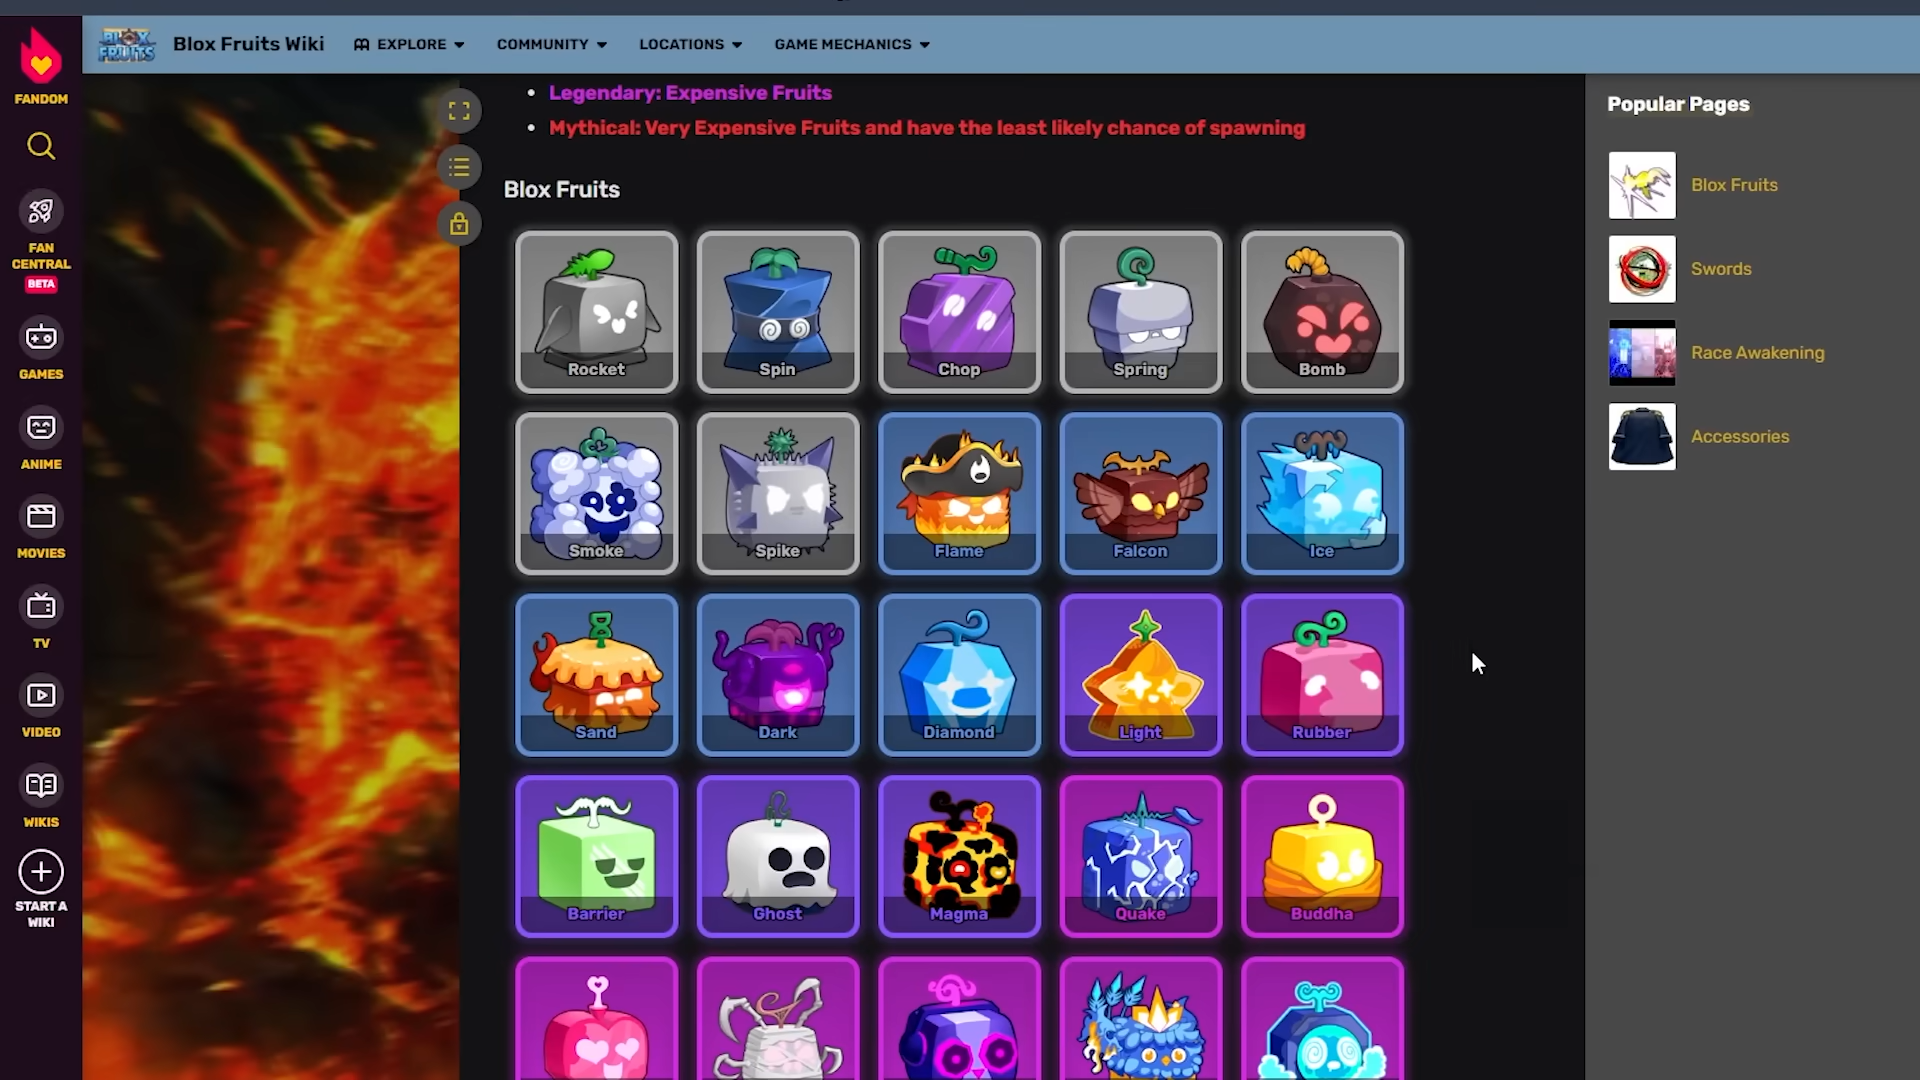 BLOX
FRUITS
Blox Fruits Wiki
EXPLORE
COMMUNITY
LOCATIONS
GAME MECHANICS
FANDOM
FAN
CENTRAL
BETA
GAMES
ANIME
MOVIES
TV
VIDEO
WIKIS
START A
WIKI
Legendary: Expensive Fruits
Mythical: Very Expensive Fruits and have the least likely chance of spawning
Blox Fruits
Rocket
Spin
Chop
Spring
Bomb
Smoke
Spike
Flame
Falcon
Ice
Sand
Dark
Diamond
Light
Rubber
Barrier
Ghost
Magma
Quake
Buddha
Popular Pages
Blox Fruits
Swords
Race Awakening
Accessories